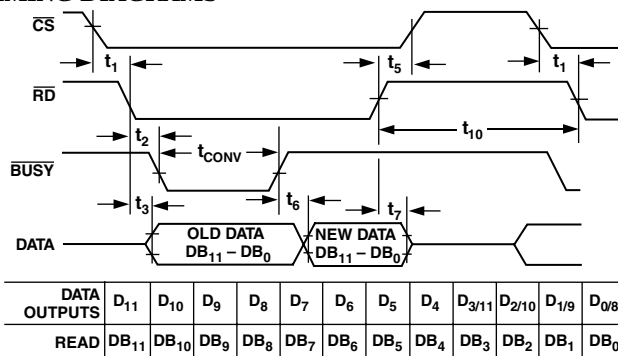 CS
t1 t5 t1
RD
t2 tCONV t10
BUSY
t3 t6 t7
DATA OLD DATA NEW DATA
DB11 – DB0 DB11 – DB0
DATA OUTPUTS D11 D10 D9 D8 D7 D6 D5 D4 D3/11 D2/10 D1/9 D0/8
READ DB11 DB10 DB9 DB8 DB7 DB6 DB5 DB4 DB3 DB2 DB1 DB0